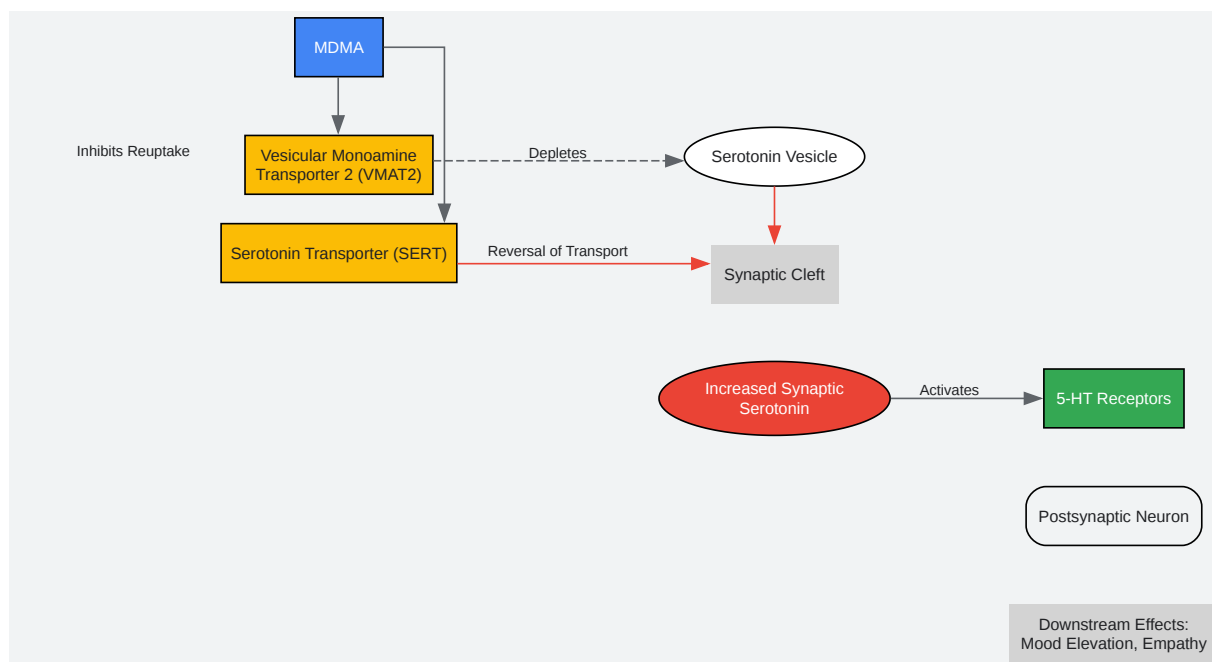 MDMA
Inhibits Reuptake
Vesicular Monoamine
Transporter 2 (VMAT2)
Depletes
Serotonin Vesicle
Serotonin Transporter (SERT)
Reversal of Transport
Synaptic Cleft
Increased Synaptic
Serotonin
Activates
5-HT Receptors
Postsynaptic Neuron
Downstream Effects:
Mood Elevation, Empathy